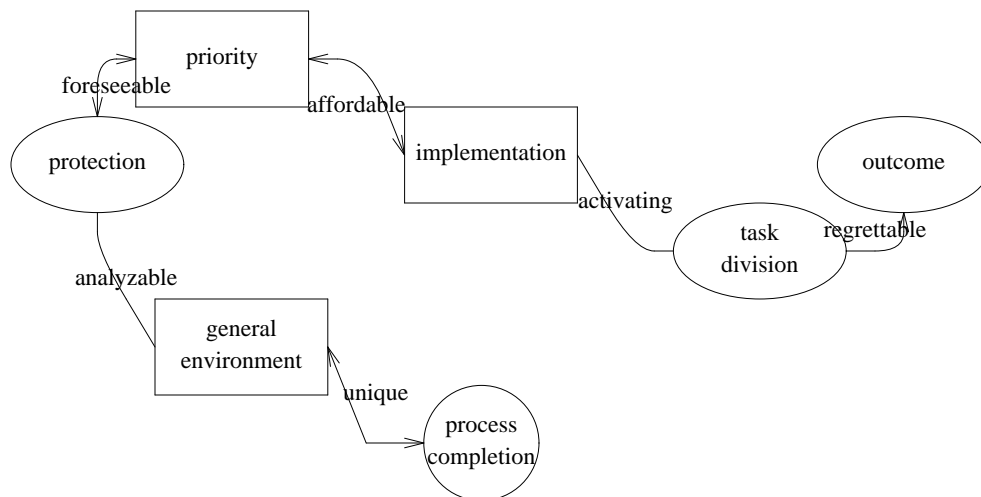 priority
foreseeable
affordable
protection
implementation
outcome
activating
task
division
regrettable
analyzable
general
environment
unique
process
completion